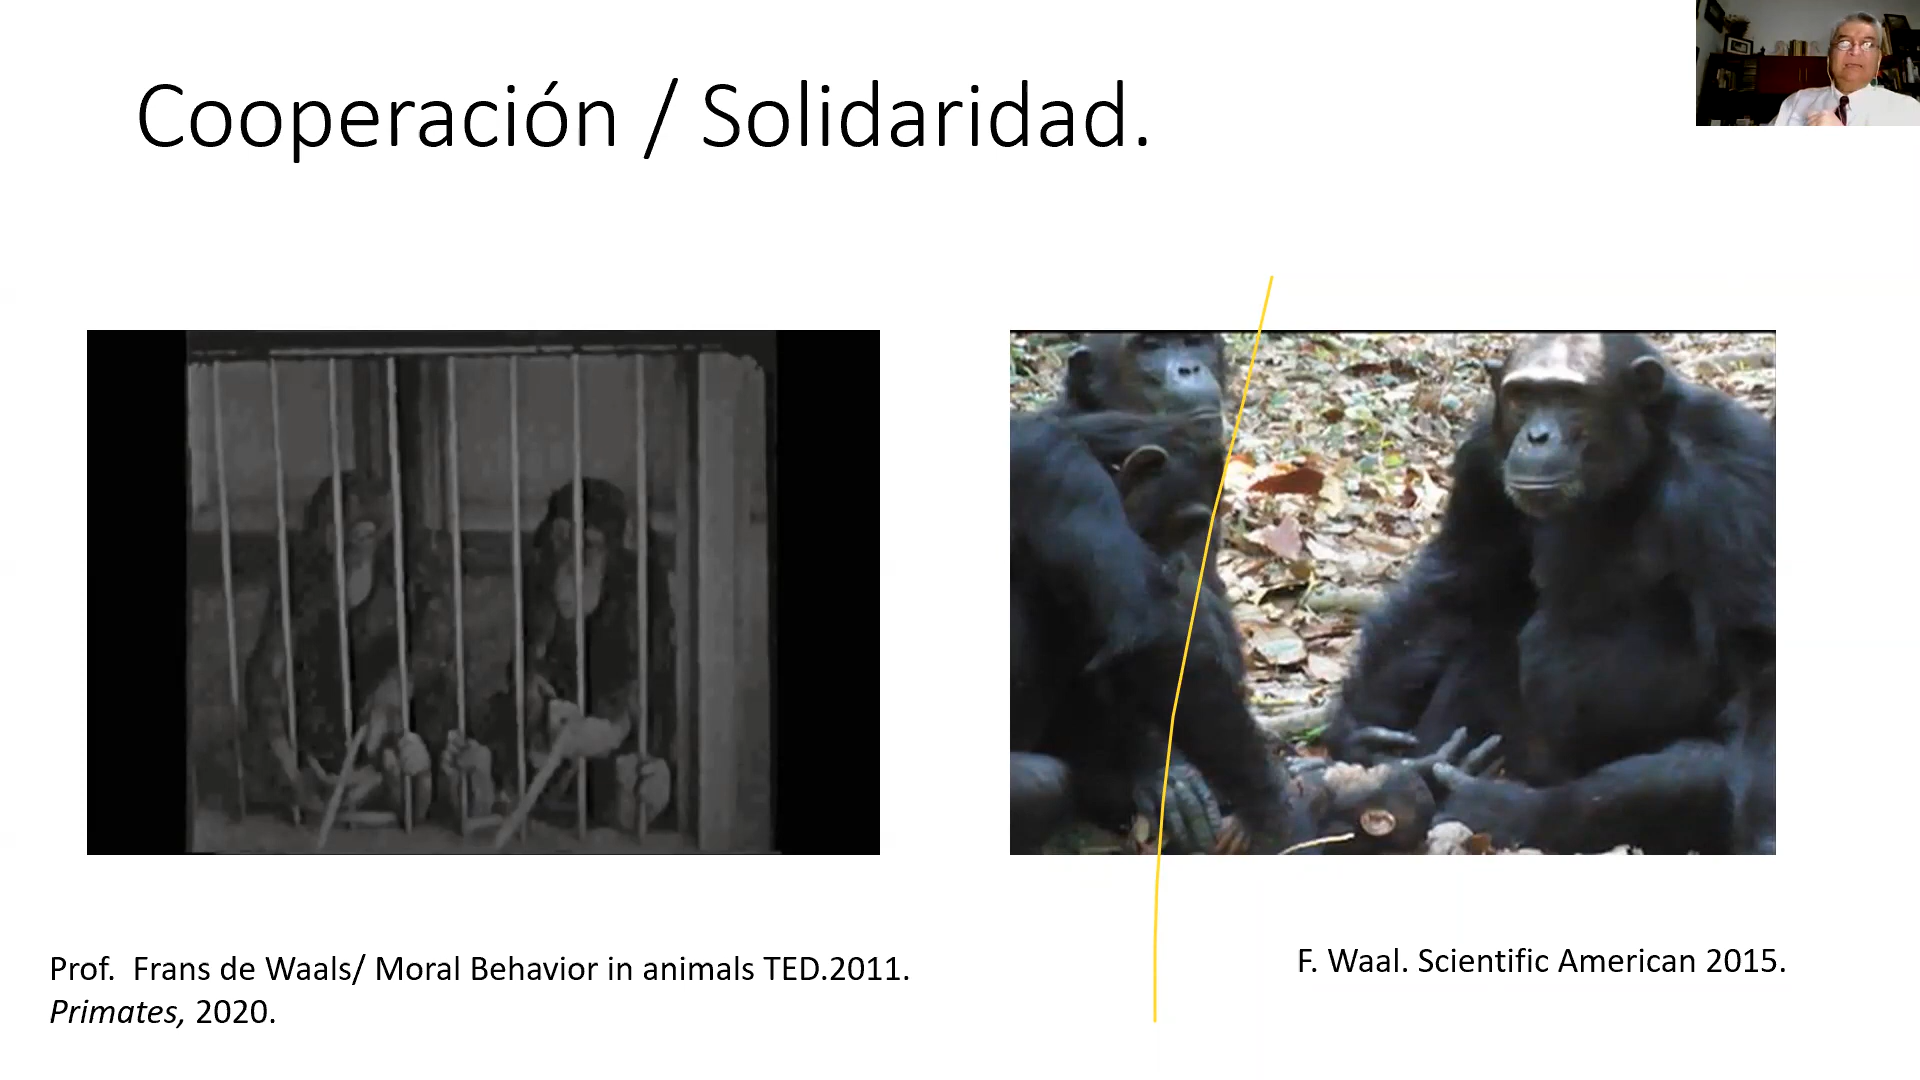 Cooperación / Solidaridad.
Prof.  Frans de Waals/ Moral Behavior in animals TED.2011.
Primates, 2020.
F. Waal. Scientific American 2015.